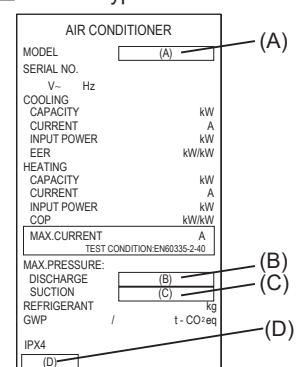 AIR CONDITIONER
MODEL (A) (A)
SERIAL NO.
V~ Hz
COOLING
CAPACITY kW
CURRENT A
INPUT POWER kW
EER kW/kW
HEATING
CAPACITY kW
CURRENT A
INPUT POWER kW
COP kW/kW
MAX.CURRENT A
TEST CONDITION:EN60335-2-40
MAX.PRESSURE:
DISCHARGE (B) (B)
SUCTION (C) (C)
REFRIGERANT kg
GWP / t - CO2eq
IPX4
(D) (D)